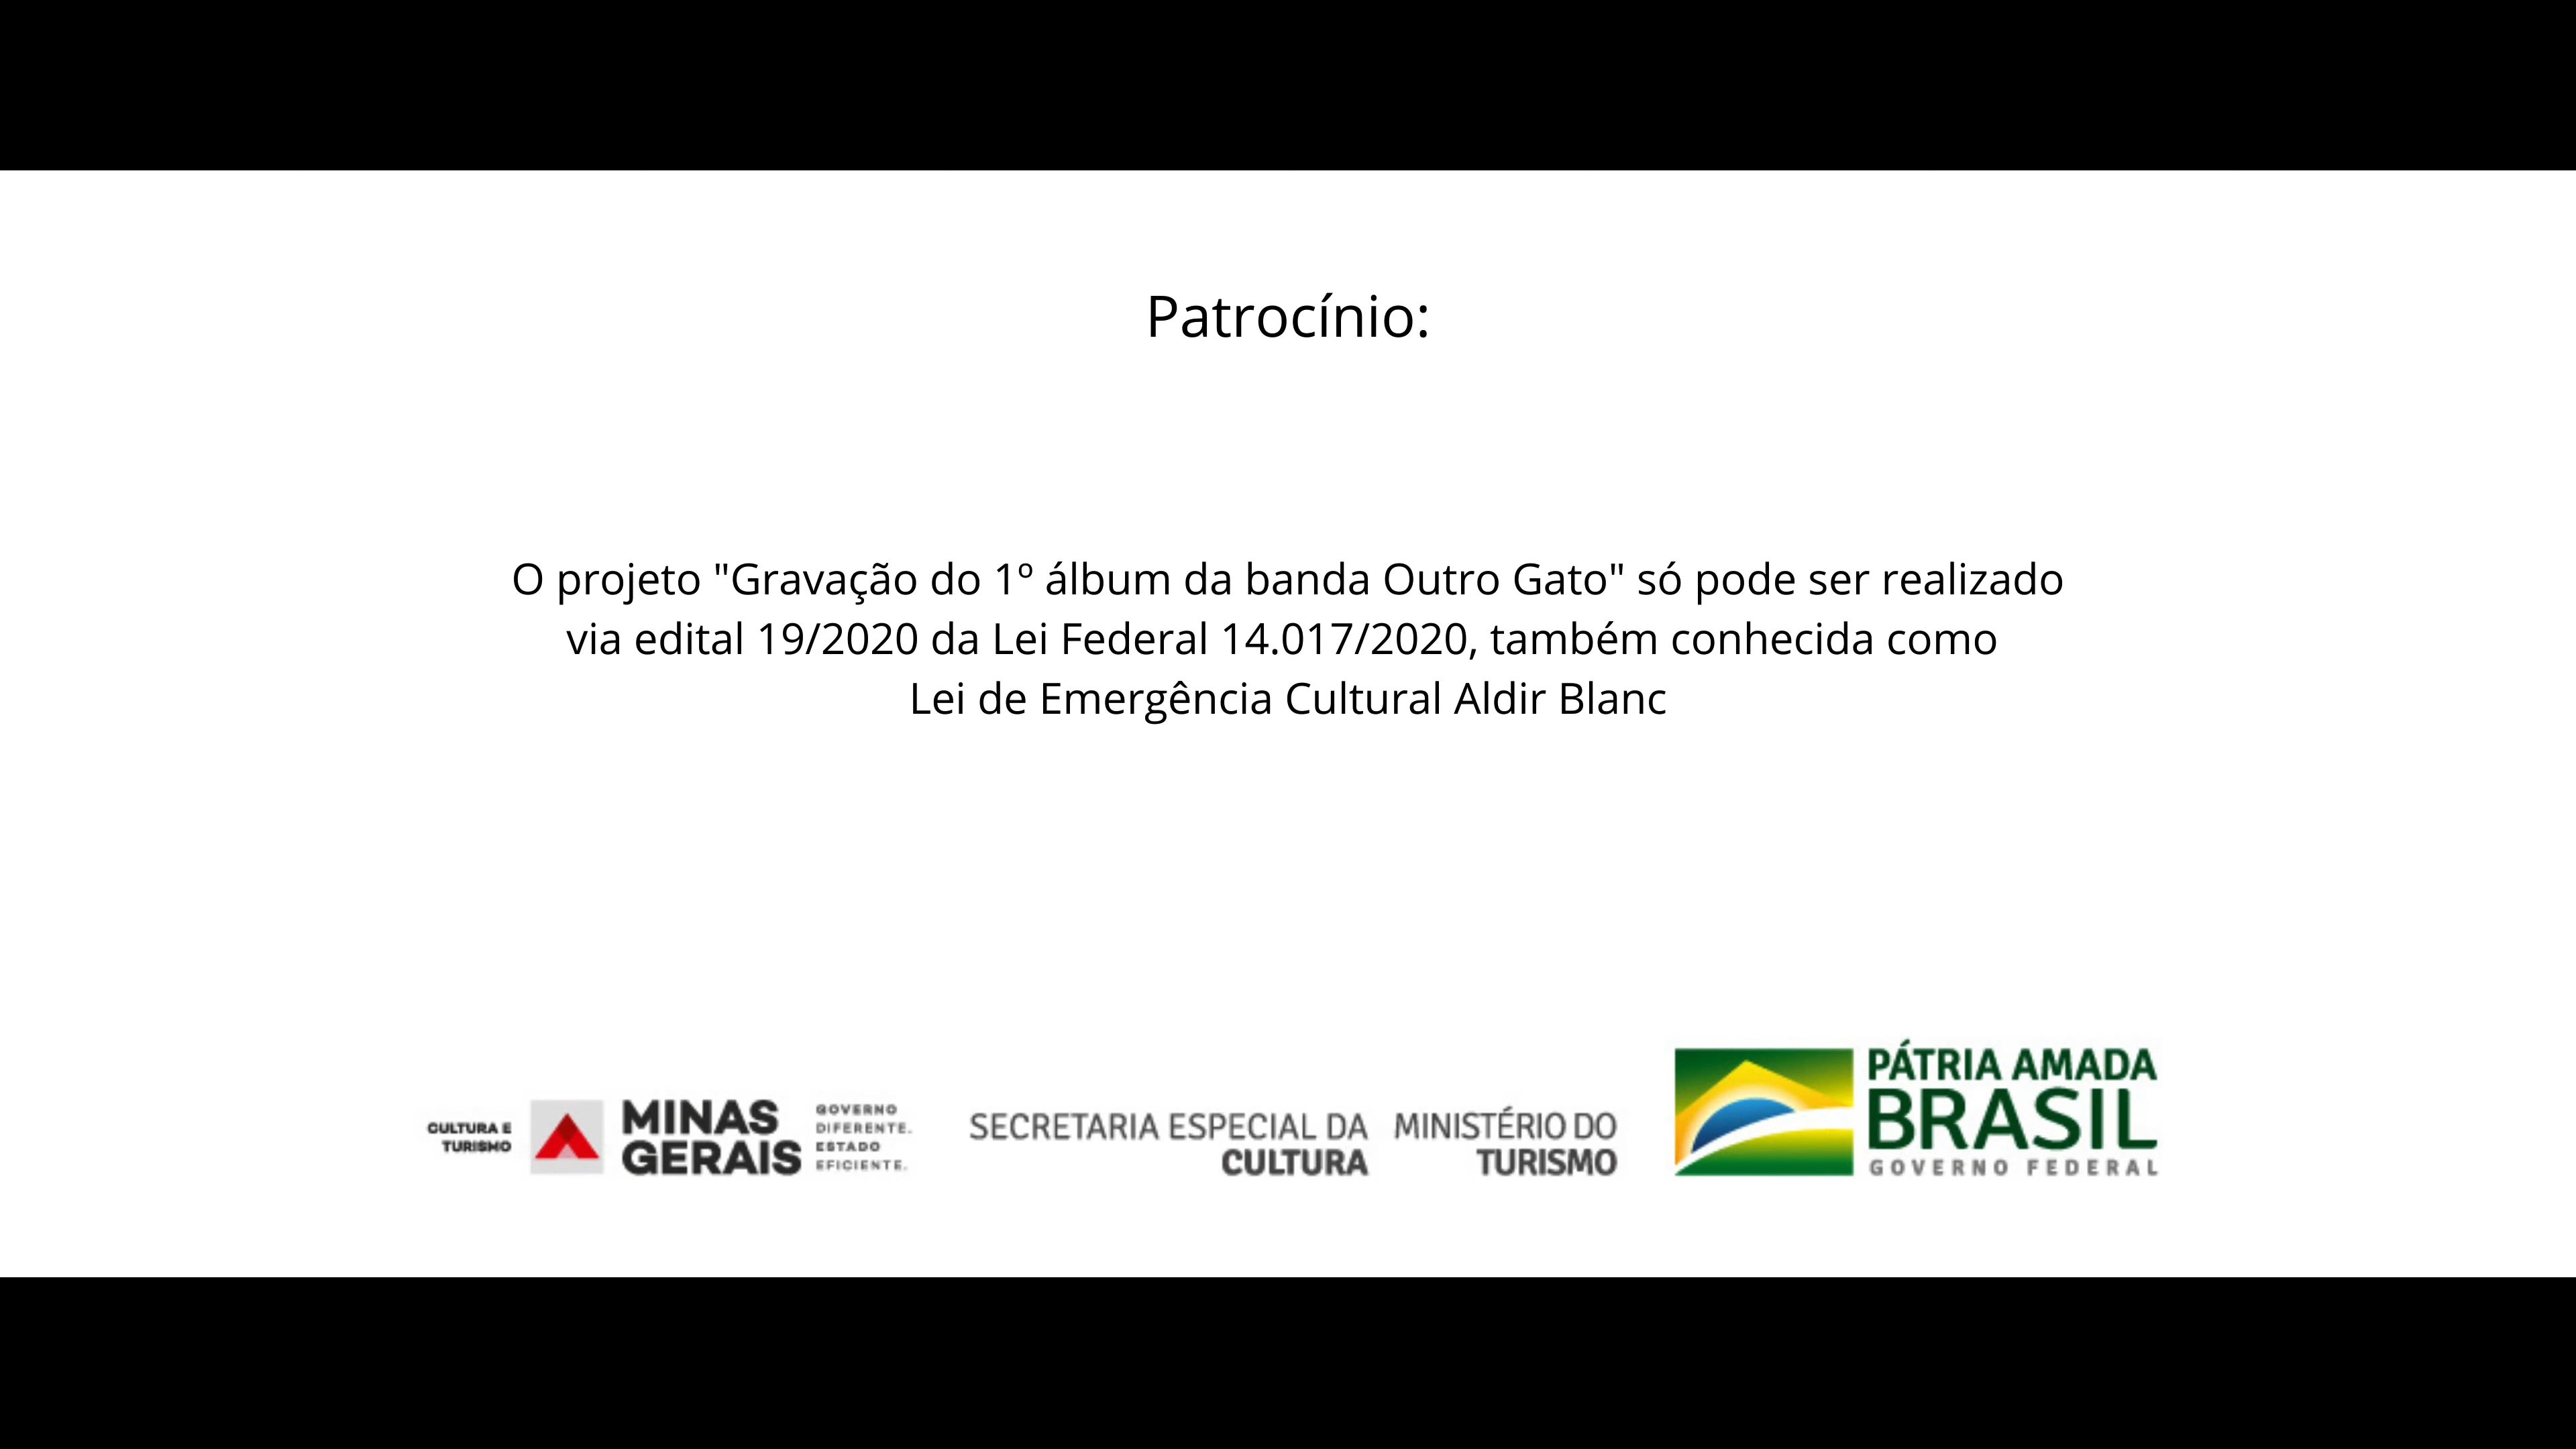 Patrocínio:
O projeto "Gravação do 1º álbum da banda Outro Gato" só pode ser realizado
via edital 19/2020 da Lei Federal 14.017/2020, também conhecida como
Lei de Emergência Cultural Aldir Blanc
CULTURA E
TURISMO
MINAS
GERAIS
GOVERNO
DIFERENTE.
ESTADO
EFICIENTE.
SECRETARIA ESPECIAL DA
CULTURA
MINISTÉRIO DO
TURISMO
PÁTRIA AMADA
BRASIL
GOVERNO FEDERAL